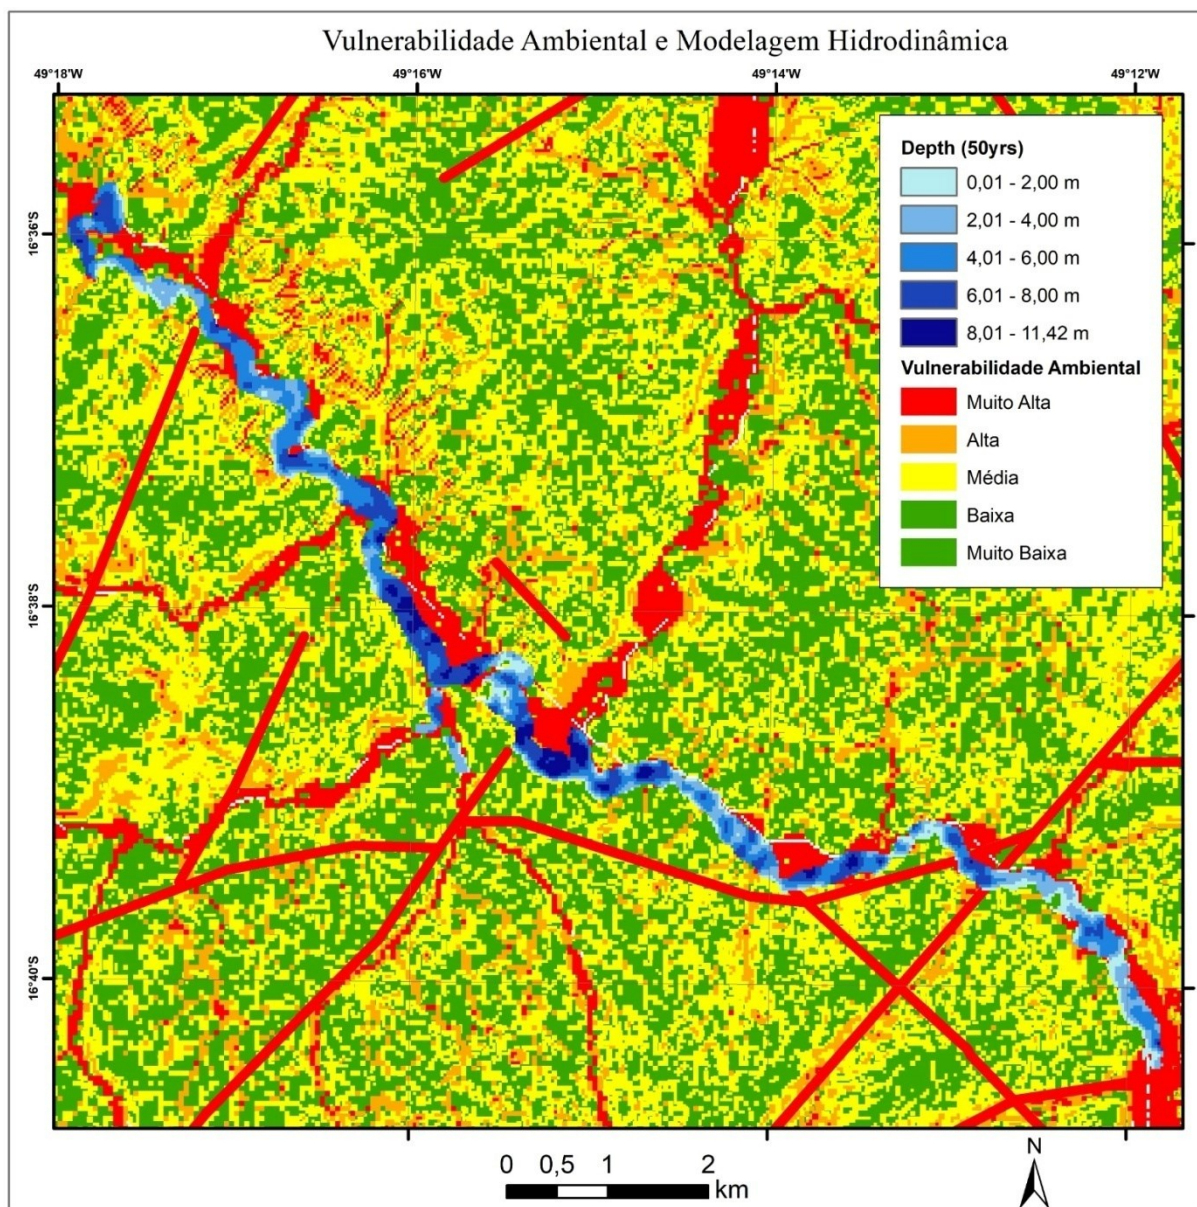 Vulnerabilidade Ambiental e Modelagem Hidrodinâmica
49°18'W 49°16'W 49°14'W 49°12'W
Depth (50yrs)
0,01 - 2,00 m
2,01 - 4,00 m
4,01 - 6,00 m
6,01 - 8,00 m
8,01 - 11,42 m
Vulnerabilidade Ambiental
Muito Alta
Alta
Média
Baixa
Muito Baixa
16°36'S
16°38'S
16°40'S
N
0 0,5 1 2
km